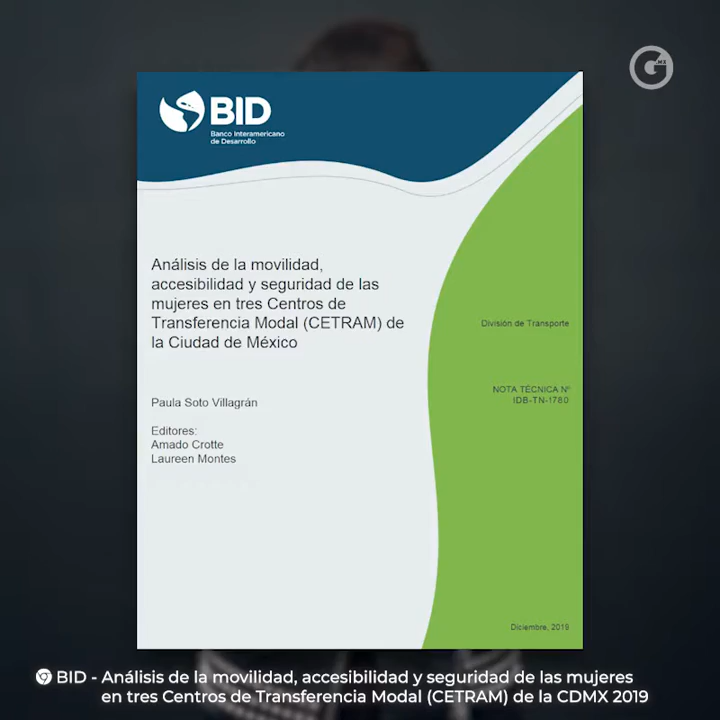 G MX
BID
Banco Interamericano
de Desarrollo
Análisis de la movilidad,
accesibilidad y seguridad de las
mujeres en tres Centros de
Transferencia Modal (CETRAM) de
la Ciudad de México
División de Transporte
NOTA TÉCNICA Nº
IDB-TN-1780
Paula Soto Villagrán
Editores:
Amado Crotte
Laureen Montes
Diciembre, 2019
BID - Análisis de la movilidad, accesibilidad y seguridad de las mujeres
en tres Centros de Transferencia Modal (CETRAM) de la CDMX 2019